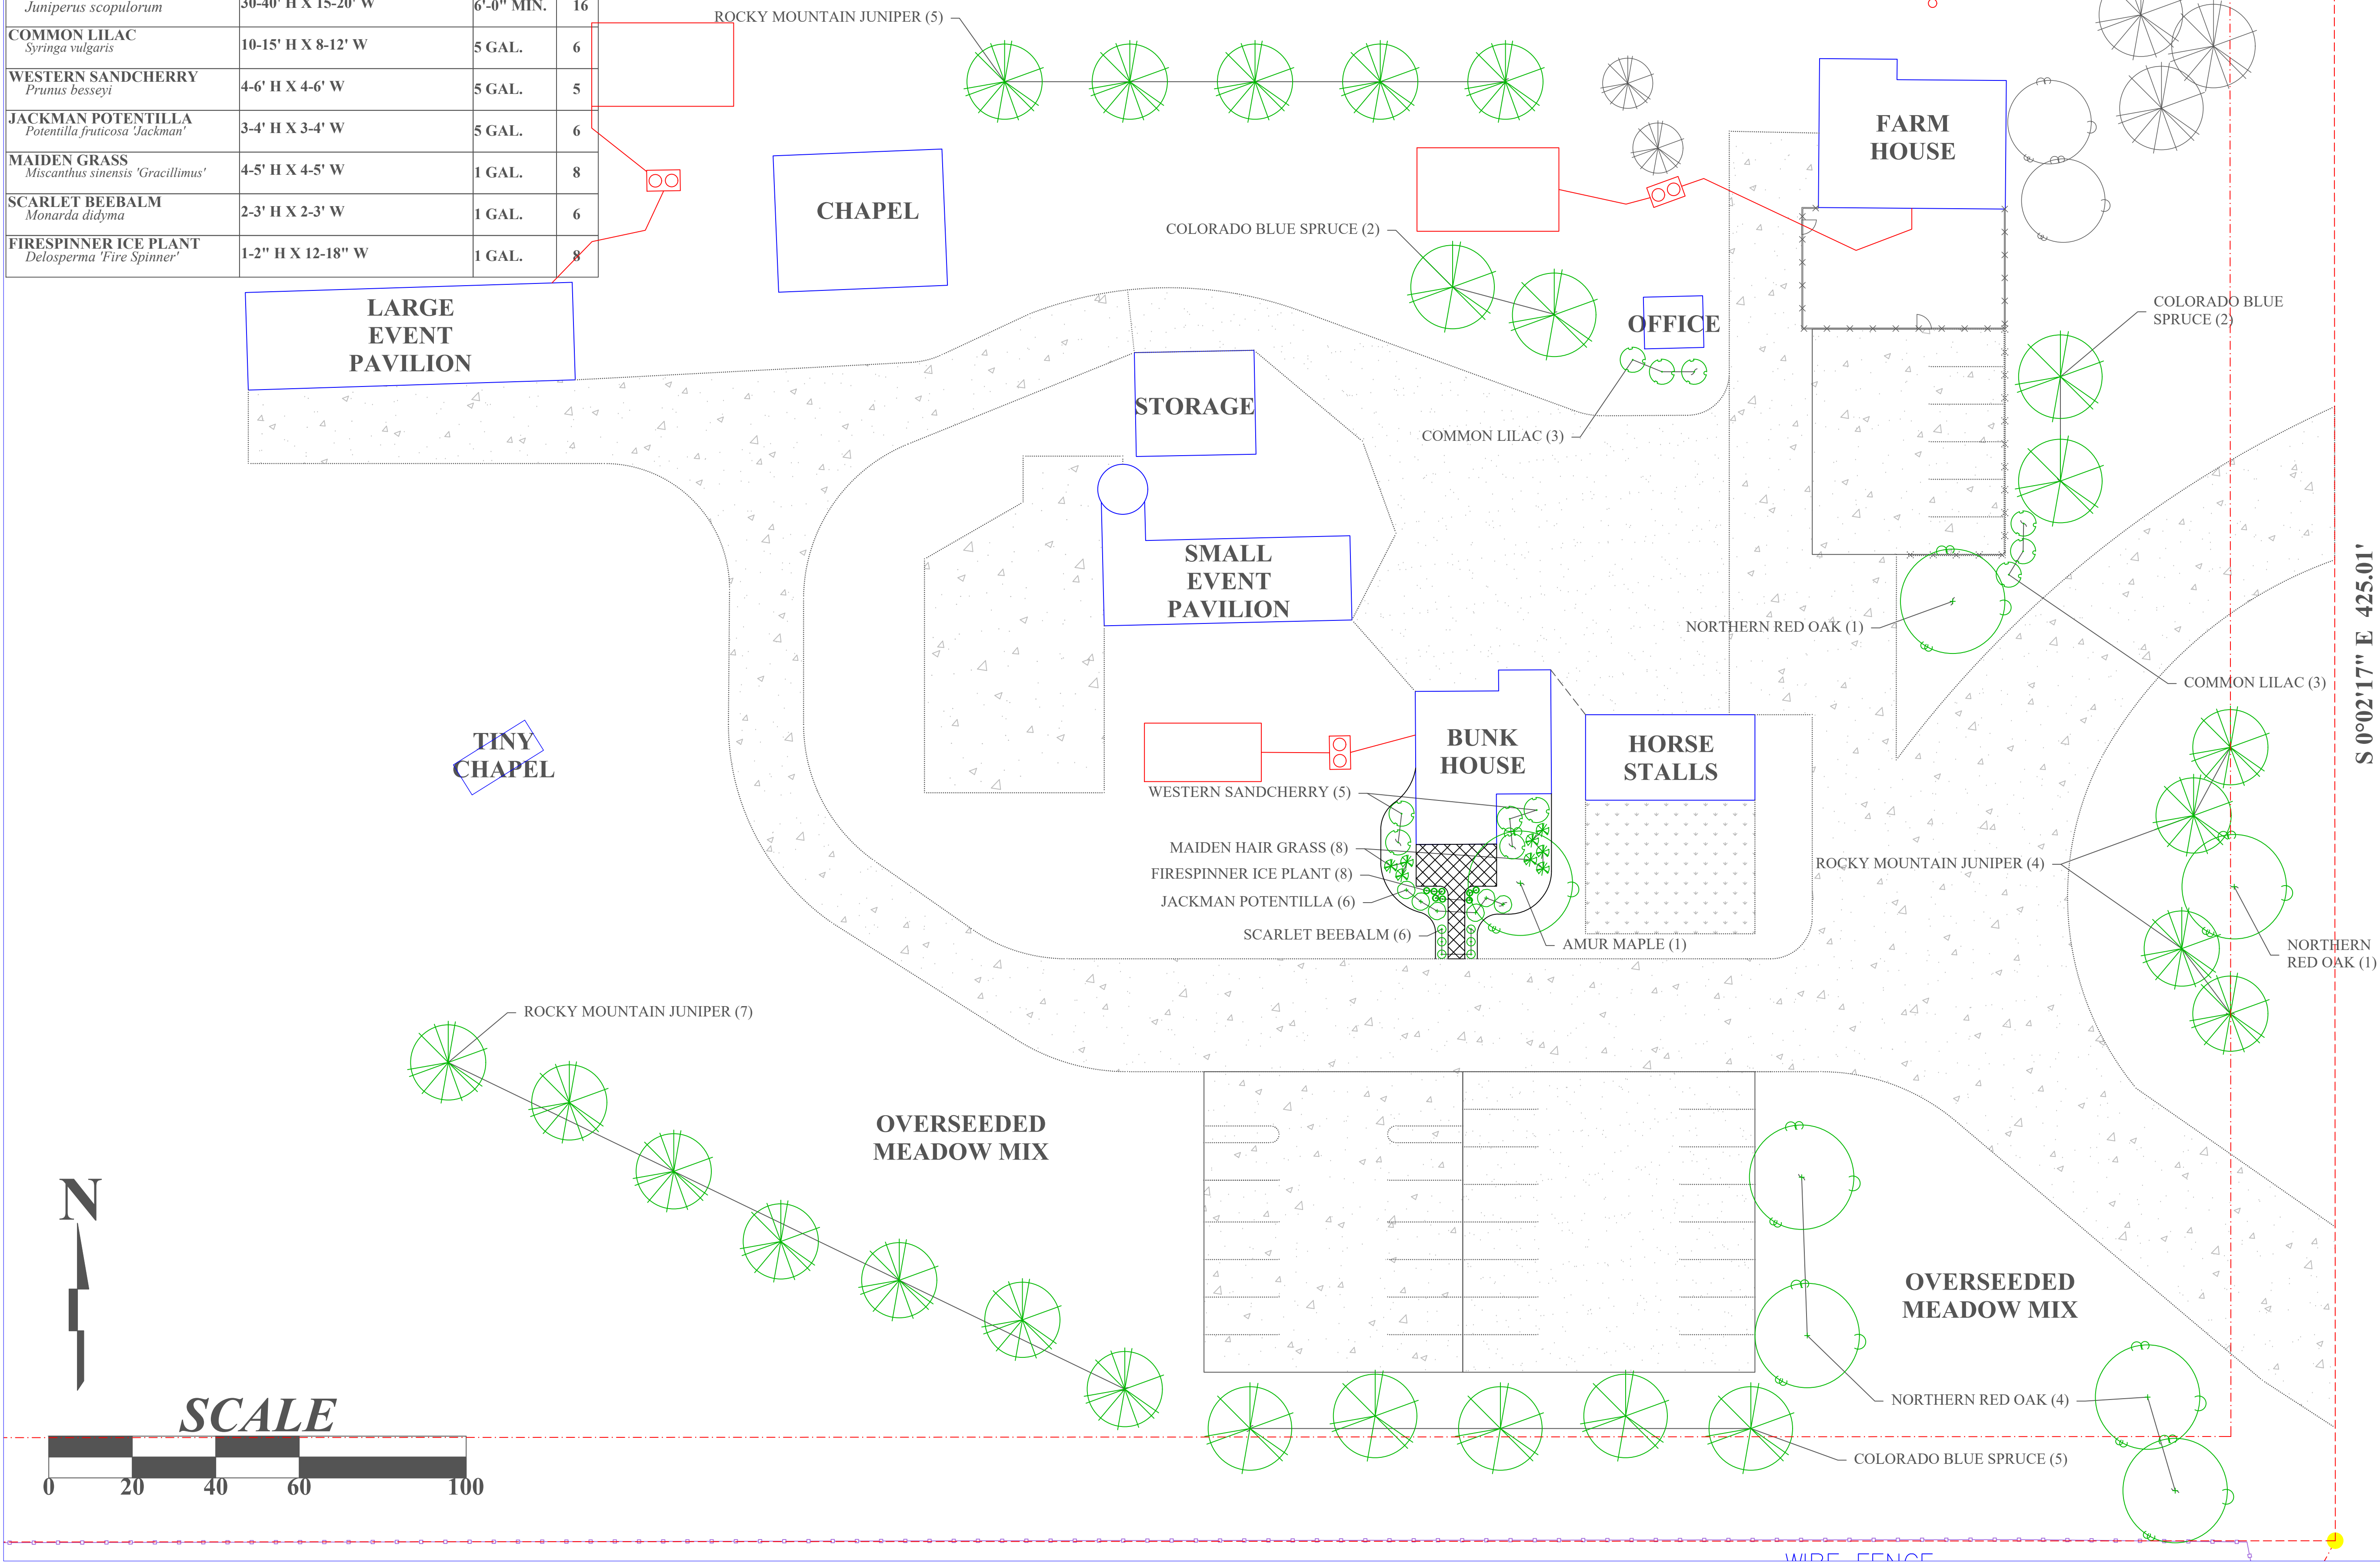 Juniperus scopulorum 30-40' H X 15-20' W 6'-0" MIN. 16
COMMON LILAC
Syringa vulgaris
10-15' H X 8-12' W 5 GAL. 6
WESTERN SANDCHERRY
Prunus besseyi
4-6' H X 4-6' W 5 GAL. 5
JACKMAN POTENTILLA
Potentilla fruticosa 'Jackman'
3-4' H X 3-4' W 5 GAL. 6
MAIDEN GRASS
Miscanthus sinensis 'Gracillimus'
4-5' H X 4-5' W 1 GAL. 8
SCARLET BEEBALM
Monarda didyma
2-3' H X 2-3' W 1 GAL. 6
FIRESPINNER ICE PLANT
Delosperma 'Fire Spinner'
1-2" H X 12-18" W 1 GAL. 8
ROCKY MOUNTAIN JUNIPER (5)
FARM
HOUSE
CHAPEL
COLORADO BLUE SPRUCE (2)
LARGE
EVENT
PAVILION
OFFICE
COLORADO BLUE
SPRUCE (2)
STORAGE
COMMON LILAC (3)
SMALL
EVENT
PAVILION
NORTHERN RED OAK (1)
S 0°02'17" E 425.01'
COMMON LILAC (3)
TINY
CHAPEL
BUNK
HOUSE
HORSE
STALLS
WESTERN SANDCHERRY (5)
MAIDEN HAIR GRASS (8)
FIRESPINNER ICE PLANT (8)
JACKMAN POTENTILLA (6)
SCARLET BEEBALM (6)
AMUR MAPLE (1)
ROCKY MOUNTAIN JUNIPER (4)
NORTHERN
RED OAK (1)
ROCKY MOUNTAIN JUNIPER (7)
OVERSEEDED
MEADOW MIX
N
OVERSEEDED
MEADOW MIX
NORTHERN RED OAK (4)
COLORADO BLUE SPRUCE (5)
SCALE
0 20 40 60 100
WIRE FENCE